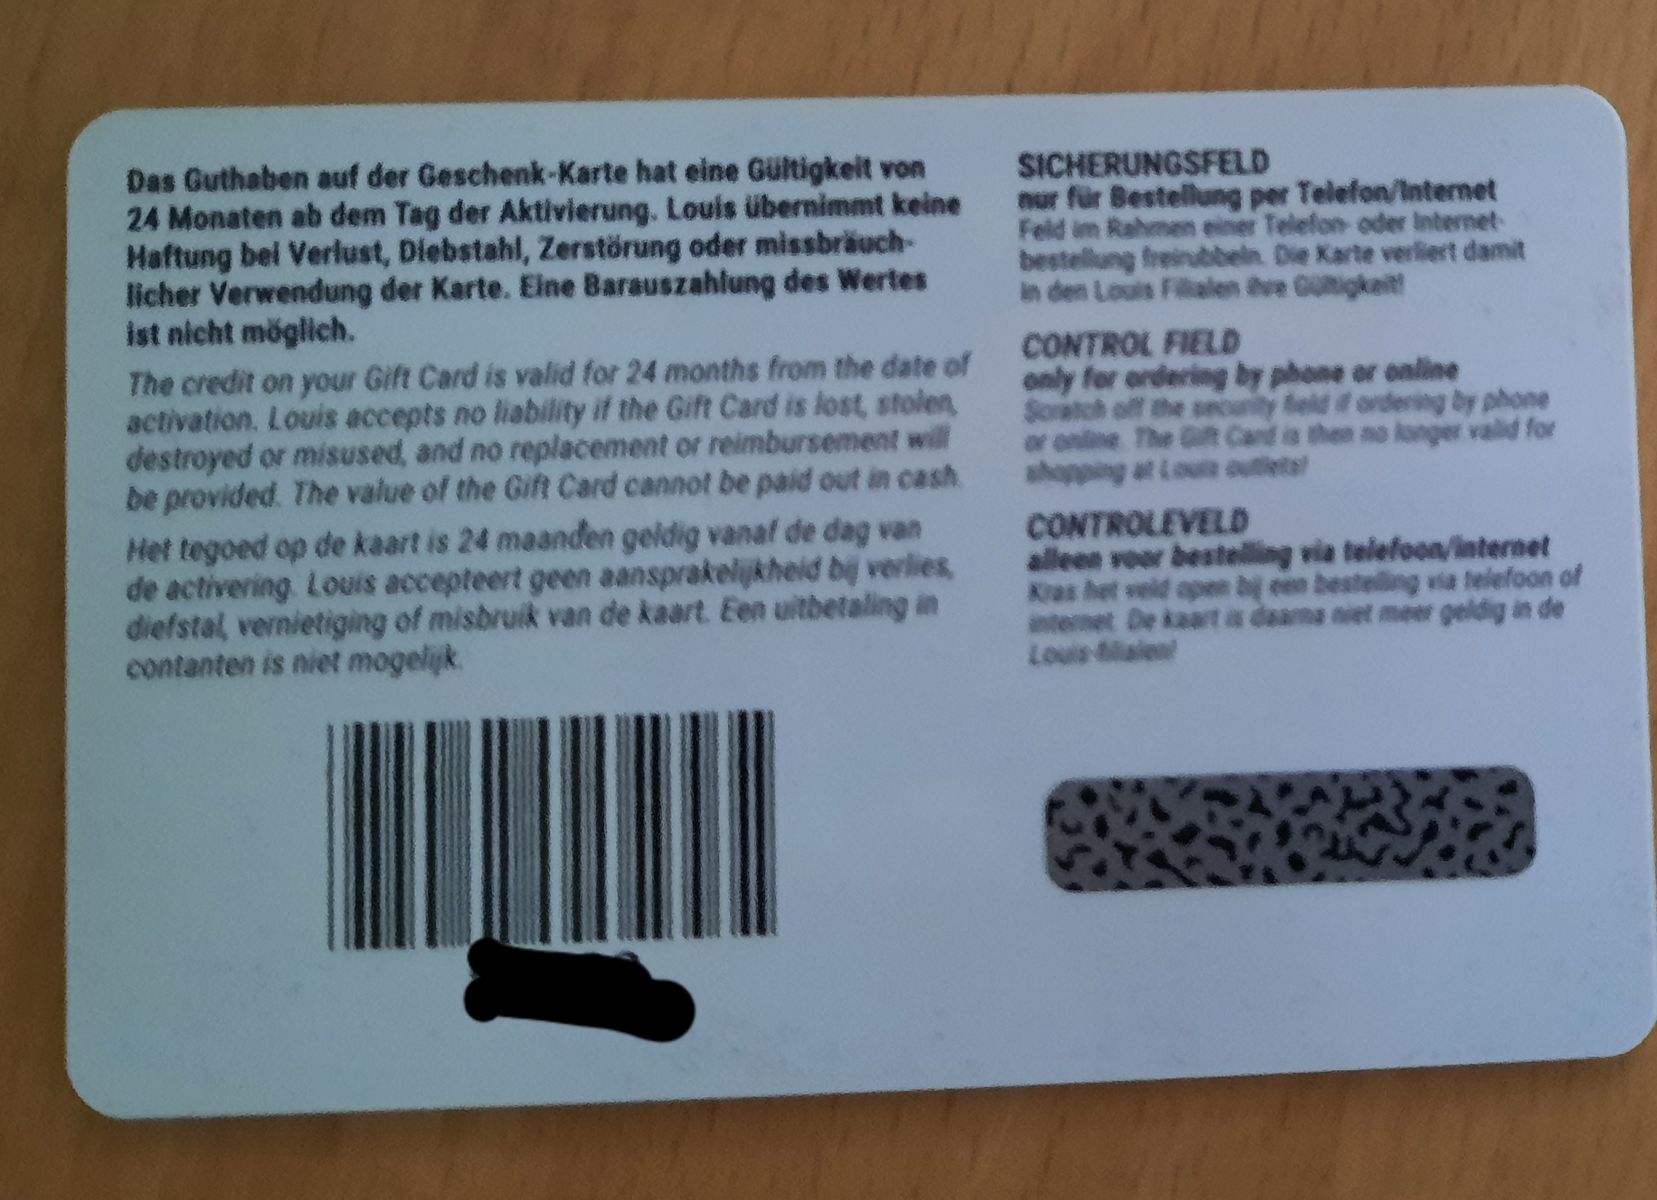 Das Guthaben auf der Geschenk-Karte hat eine Gültigkeit von
24 Monaten ab dem Tag der Aktivierung. Louis übernimmt keine
Haftung bei Verlust, Diebstahl, Zerstörung oder missbräuch-
licher Verwendung der Karte. Eine Barauszahlung des Wertes
ist nicht möglich.
The credit on your Gift Card is valid for 24 months from the date of
activation. Louis accepts no liability if the Gift Card is lost, stolen,
destroyed or misused, and no replacement or reimbursement will
be provided. The value of the Gift Card cannot be paid out in cash.
Het tegoed op de kaart is 24 maanden geldig vanaf de dag van
de activering. Louis accepteert geen aansprakelijkheid bij verlies,
diefstal, vernietiging of misbruik van de kaart. Een uitbetaling in
contanten is niet mogelijk.
SICHERUNGSFELD
nur für Bestellung per Telefon/Internet
Feld im Rahmen einer Telefon- oder Internet-
bestellung freirubbeln. Die Karte verliert damit
in den Louis Filialen ihre Gültigkeit!
CONTROL FIELD
only for ordering by phone or online
Scratch off the security field if ordering by phone
or online. The Gift Card is then no longer valid for
shopping at Louis outlets!
CONTROLEVELD
alleen voor bestelling via telefoon/internet
Kras het veld open bij een bestelling via telefoon of
internet. De kaart is daarna niet meer geldig in de
Louis-filialen!